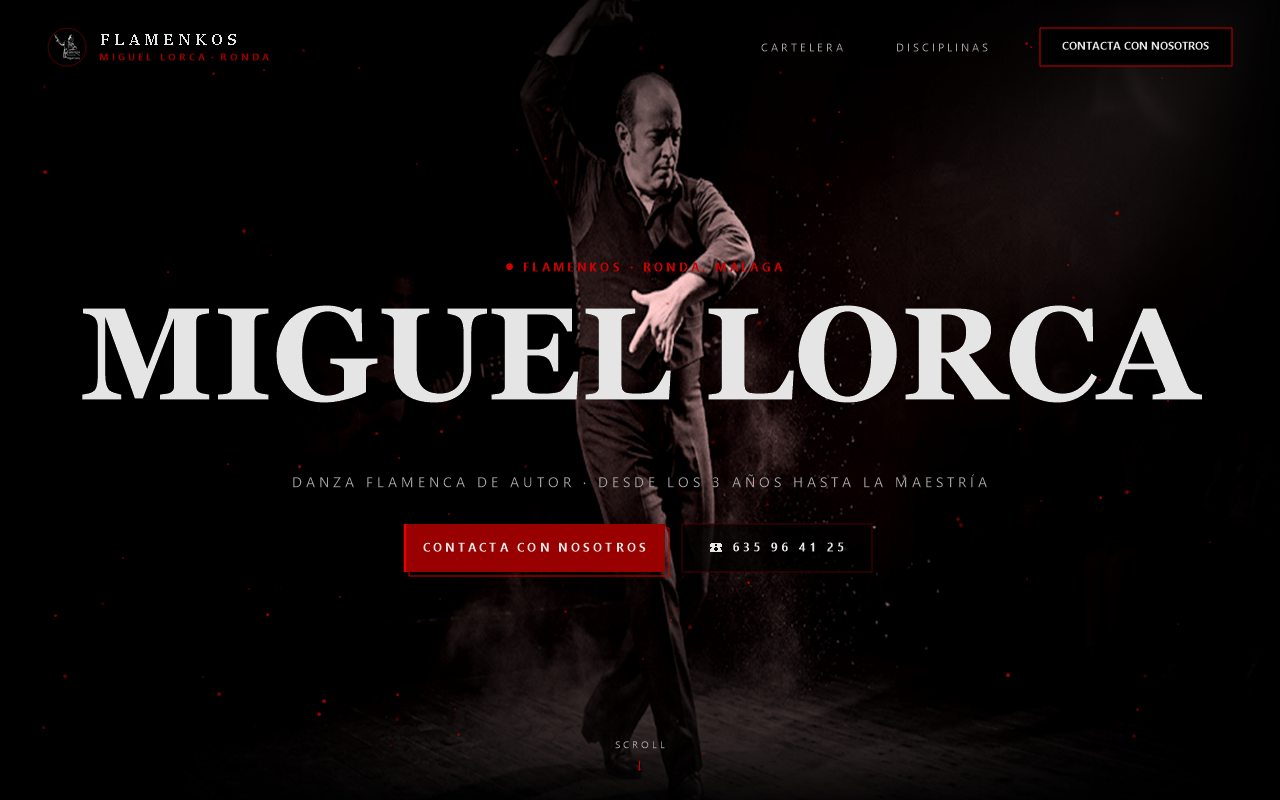 FLAMENKOS
MIGUEL LORCA · RONDA
CARTELERA
DISCIPLINAS
CONTACTA CON NOSOTROS
FLAMENKOS · RONDA, MÁLAGA
MIGUEL LORCA
DANZA FLAMENCA DE AUTOR · DESDE LOS 3 AÑOS HASTA LA MAESTRÍA
CONTACTA CON NOSOTROS
☎ 635 96 41 25
SCROLL
↓